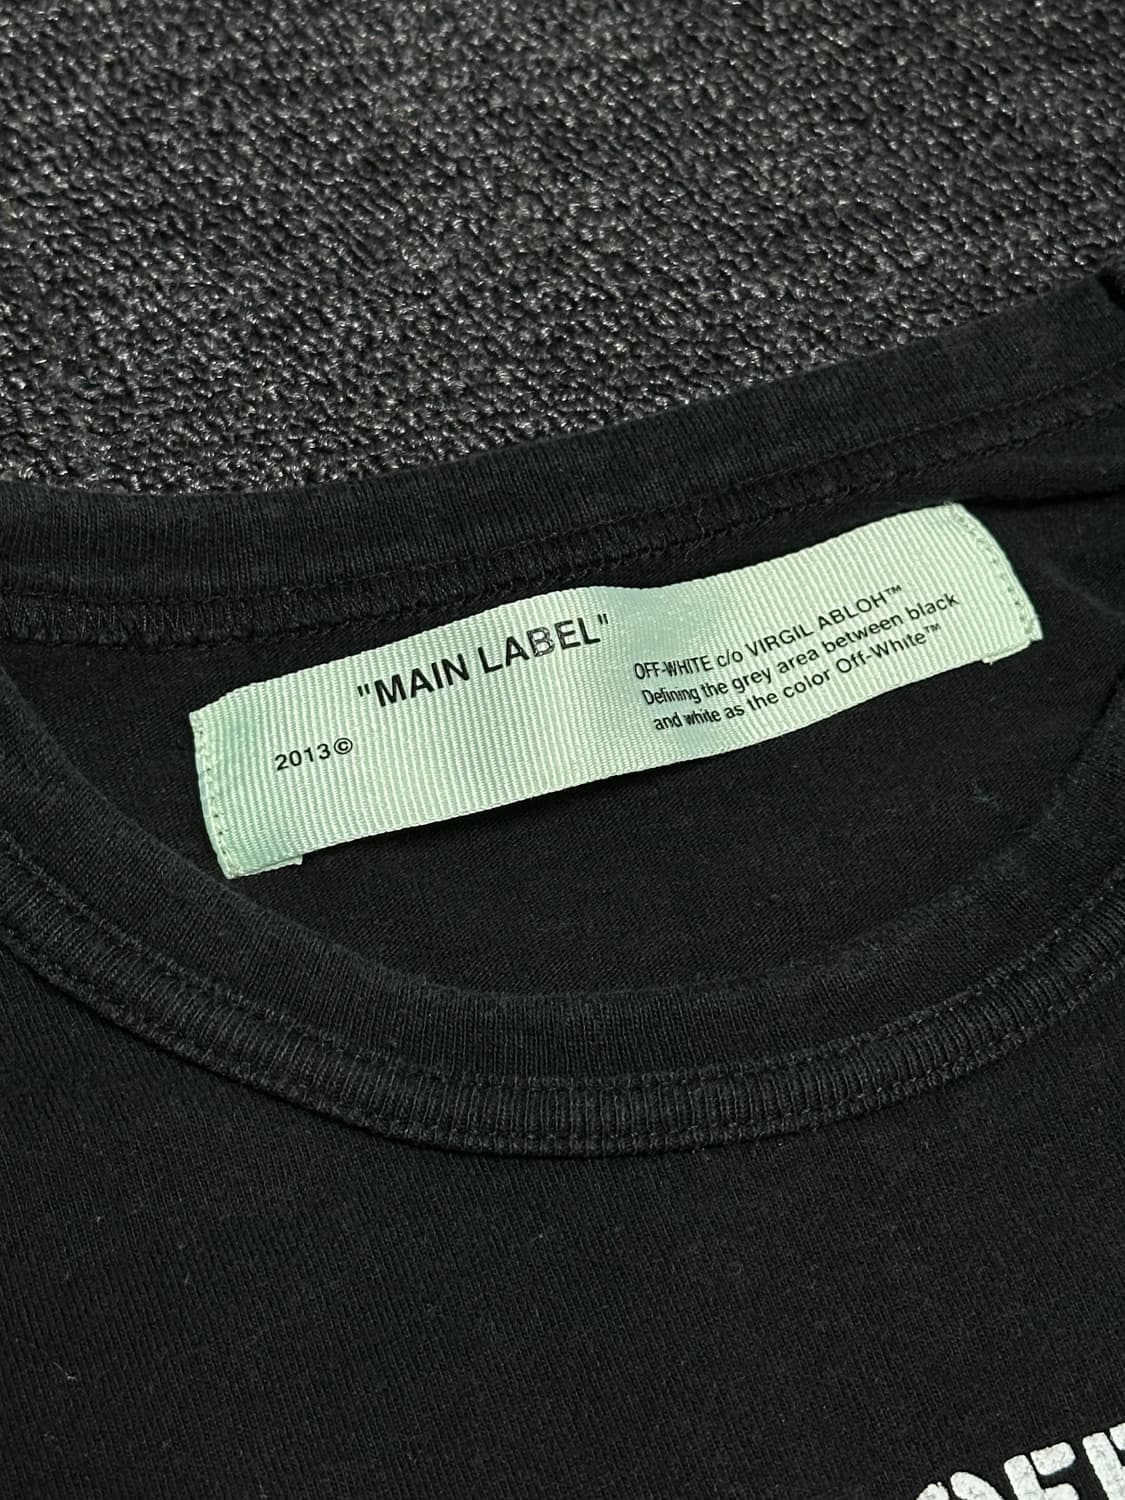 "MAIN LABEL"
2013©
OFF-WHITE c/o VIRGIL ABLOH™
Defining the grey area between black
and white as the color Off-White™